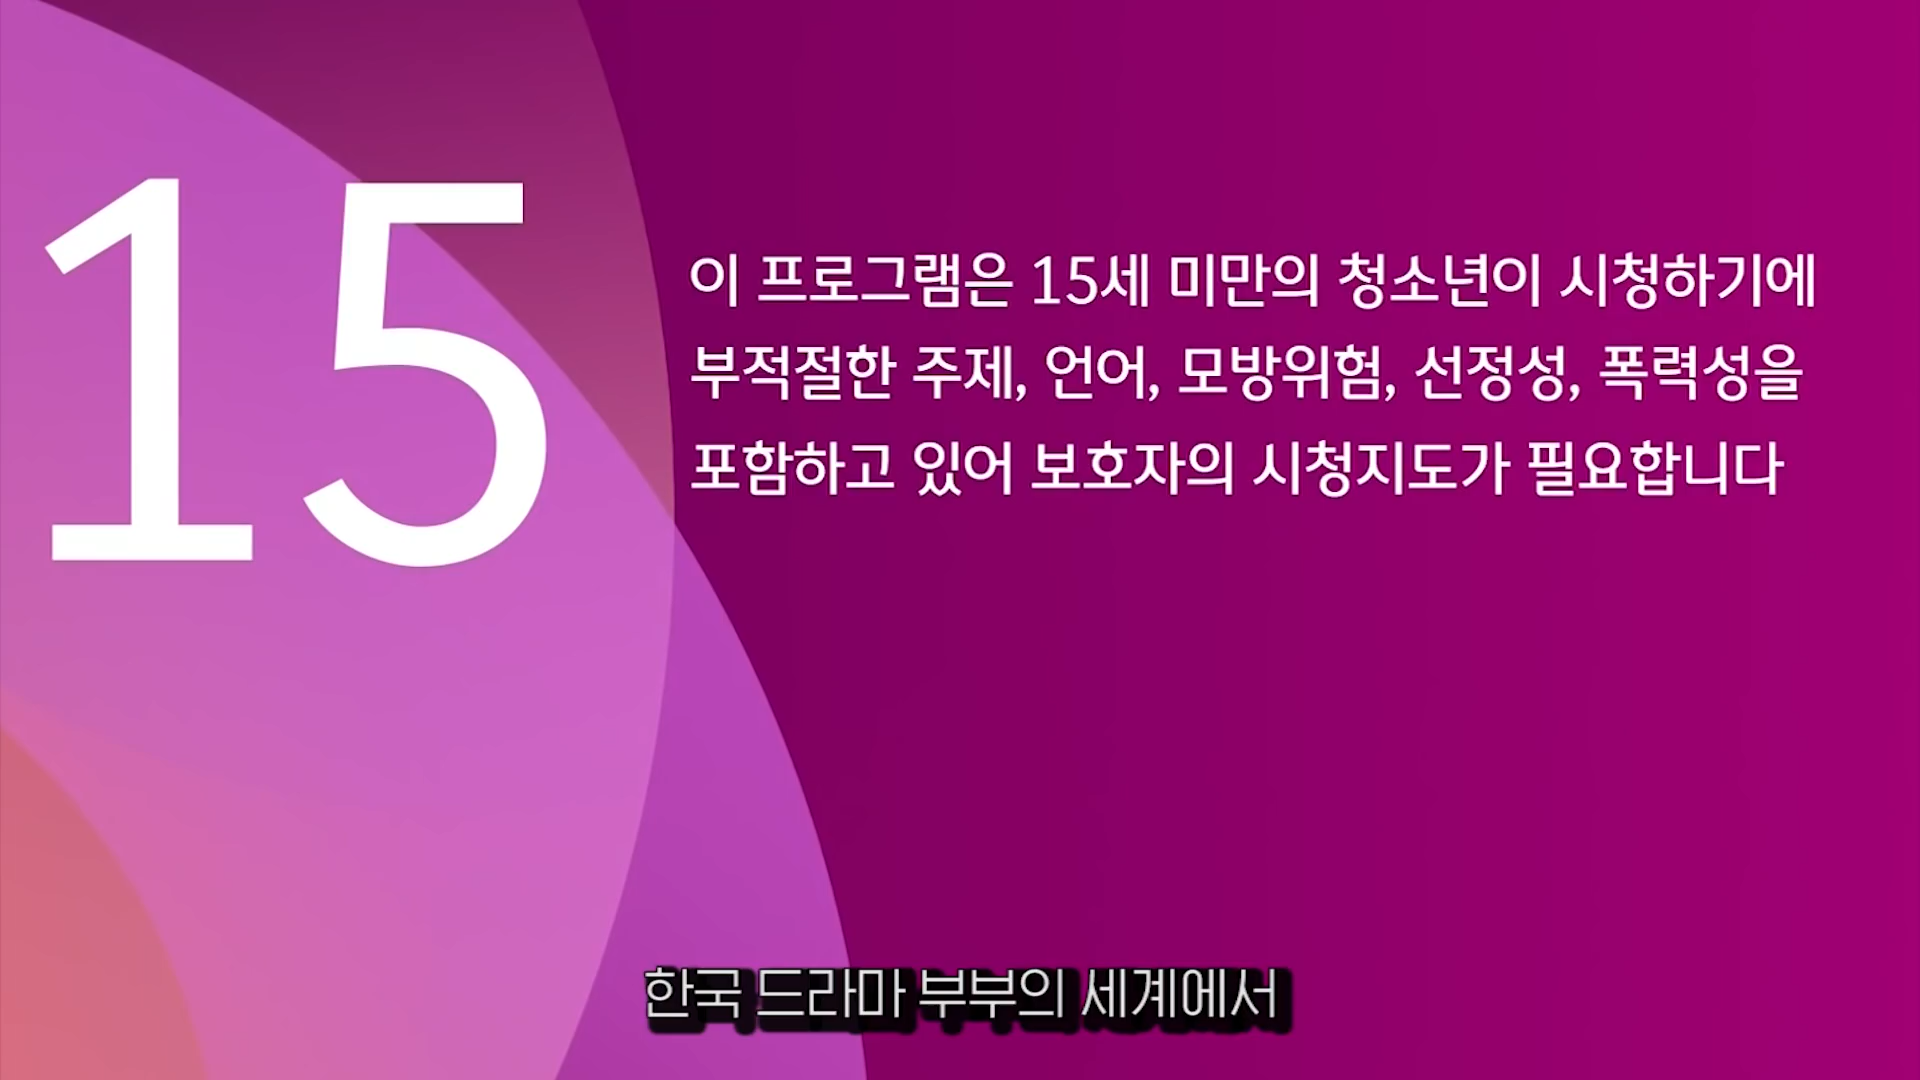 15
이 프로그램은 15세 미만의 청소년이 시청하기에
부적절한 주제, 언어, 모방위험, 선정성, 폭력성을
포함하고 있어 보호자의 시청지도가 필요합니다
한국 드라마 부부의 세계에서